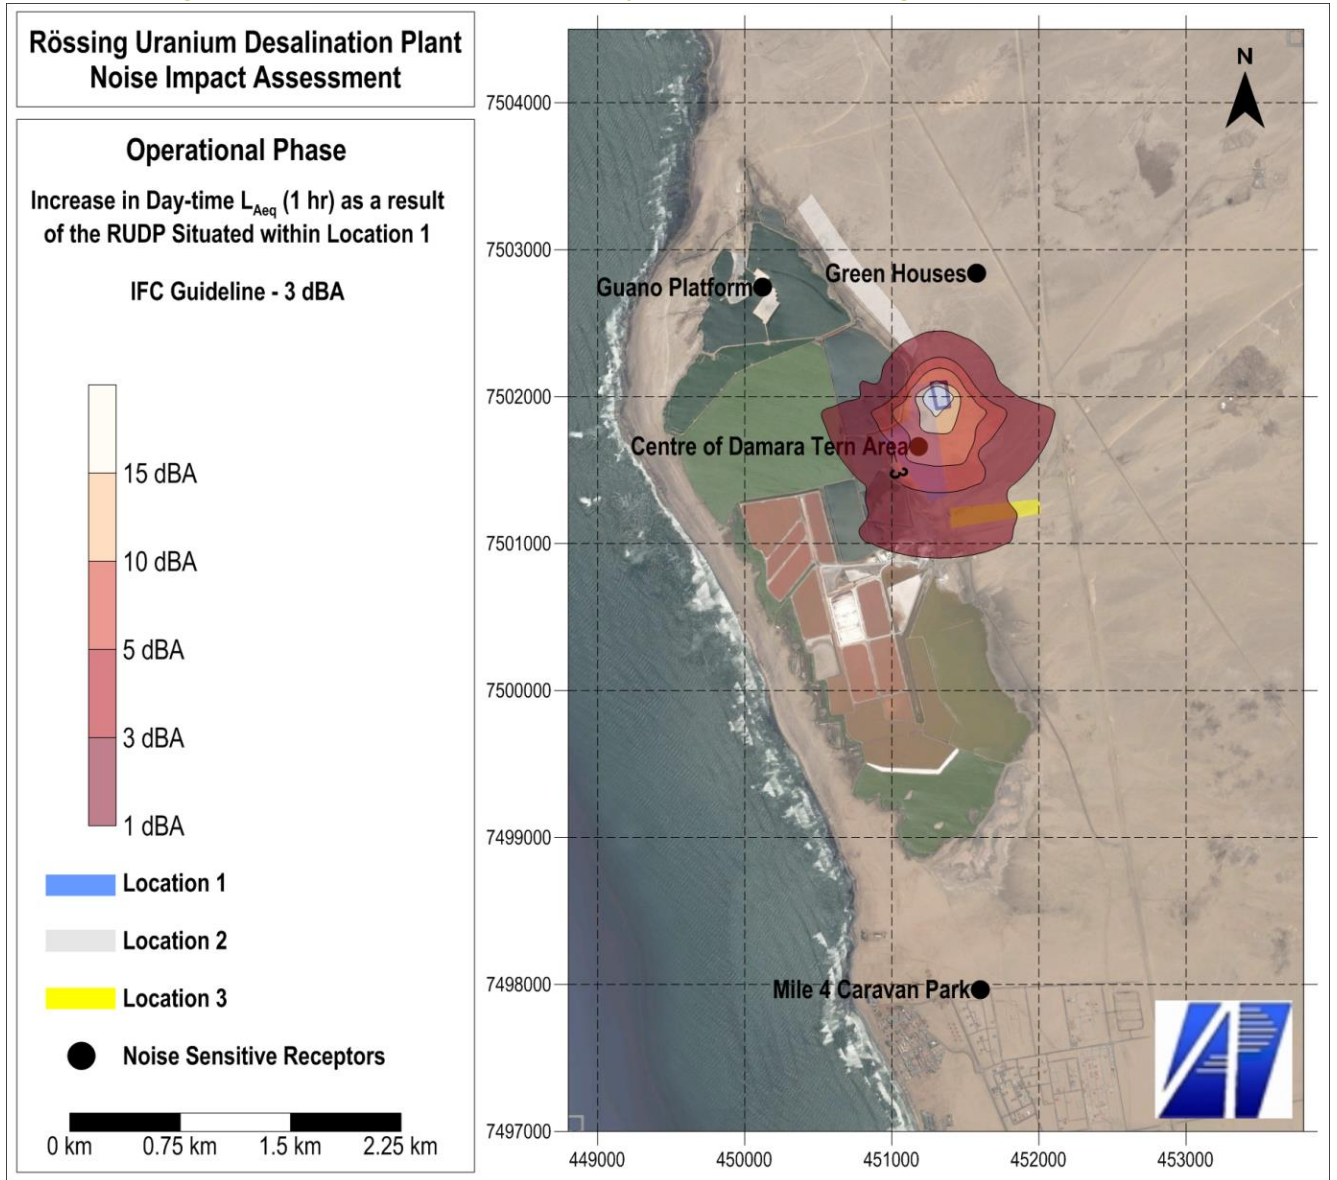 Rössing Uranium Desalination Plant
Noise Impact Assessment
Operational Phase
Increase in Day-time LAeq (1 hr) as a result
of the RUDP Situated within Location 1
IFC Guideline - 3 dBA
15 dBA
10 dBA
5 dBA
3 dBA
1 dBA
Location 1
Location 2
Location 3
Noise Sensitive Receptors
0 km 0.75 km 1.5 km 2.25 km
N
7504000
7503000
7502000
7501000
7500000
7499000
7498000
7497000
Guano Platform
Green Houses
Centre of Damara Tern Area
3
Mile 4 Caravan Park
449000 450000 451000 452000 453000